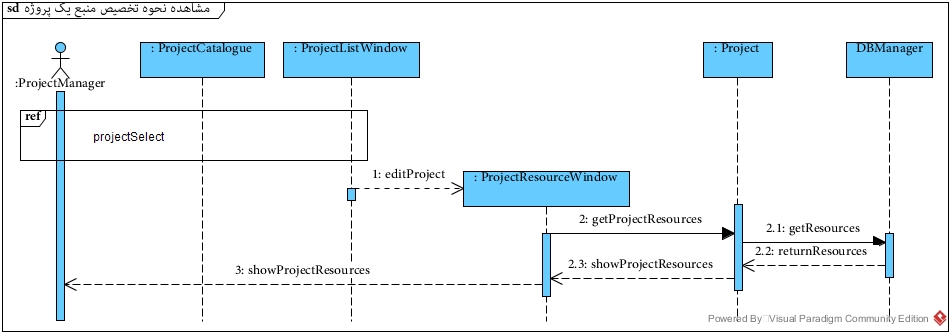 sd مشاهده نحوه تخصیص منبع یک پروژه
: ProjectCatalogue
: ProjectListWindow
: Project
DBManager
:ProjectManager
ref
projectSelect
1: editProject
: ProjectResourceWindow
2: getProjectResources
2.1: getResources
2.2: returnResources
2.3: showProjectResources
3: showProjectResources
Powered By Visual Paradigm Community Edition